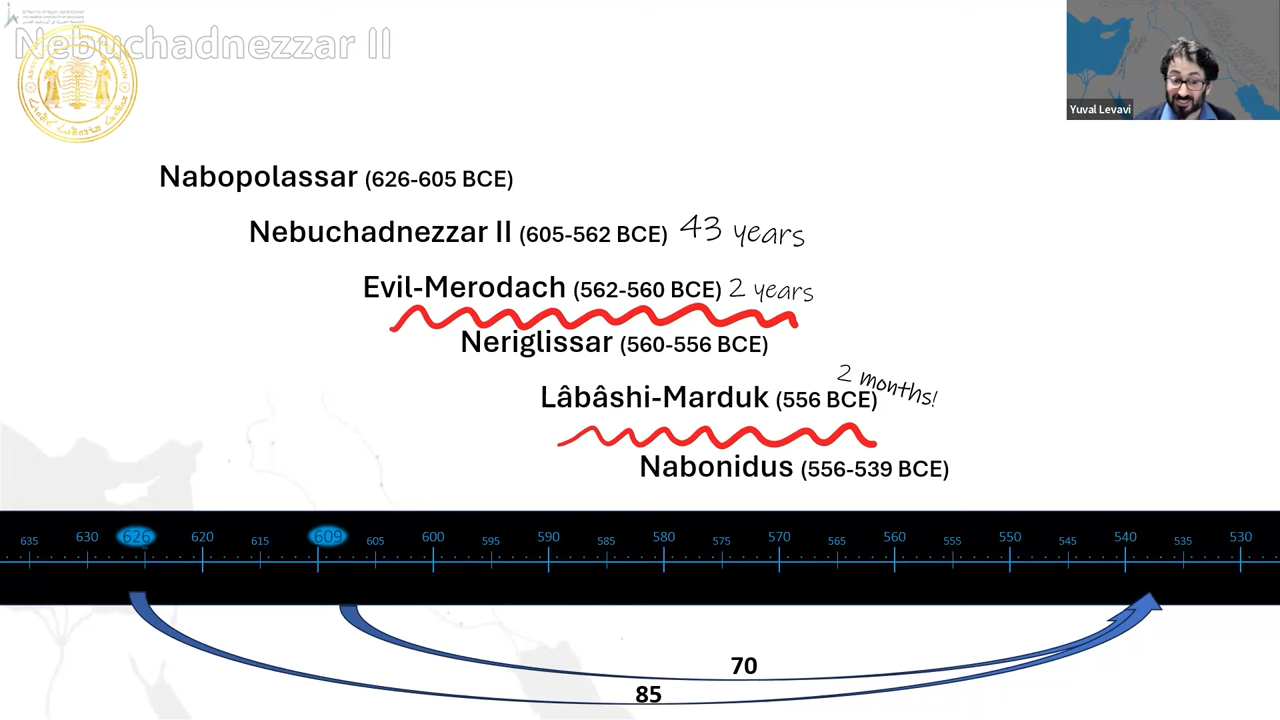 Nebuchadnezzar II
Yuval Levavi
Nabopolassar (626-605 BCE)
Nebuchadnezzar II (605-562 BCE) 43 years
Evil-Merodach (562-560 BCE) 2 years
Neriglissar (560-556 BCE)
2 months!
Lâbâshi-Marduk (556 BCE)
Nabonidus (556-539 BCE)
635 630 626 620 615 609 605 600 595 590 585 580 575 570 565 560 555 550 545 540 535 530
70
85